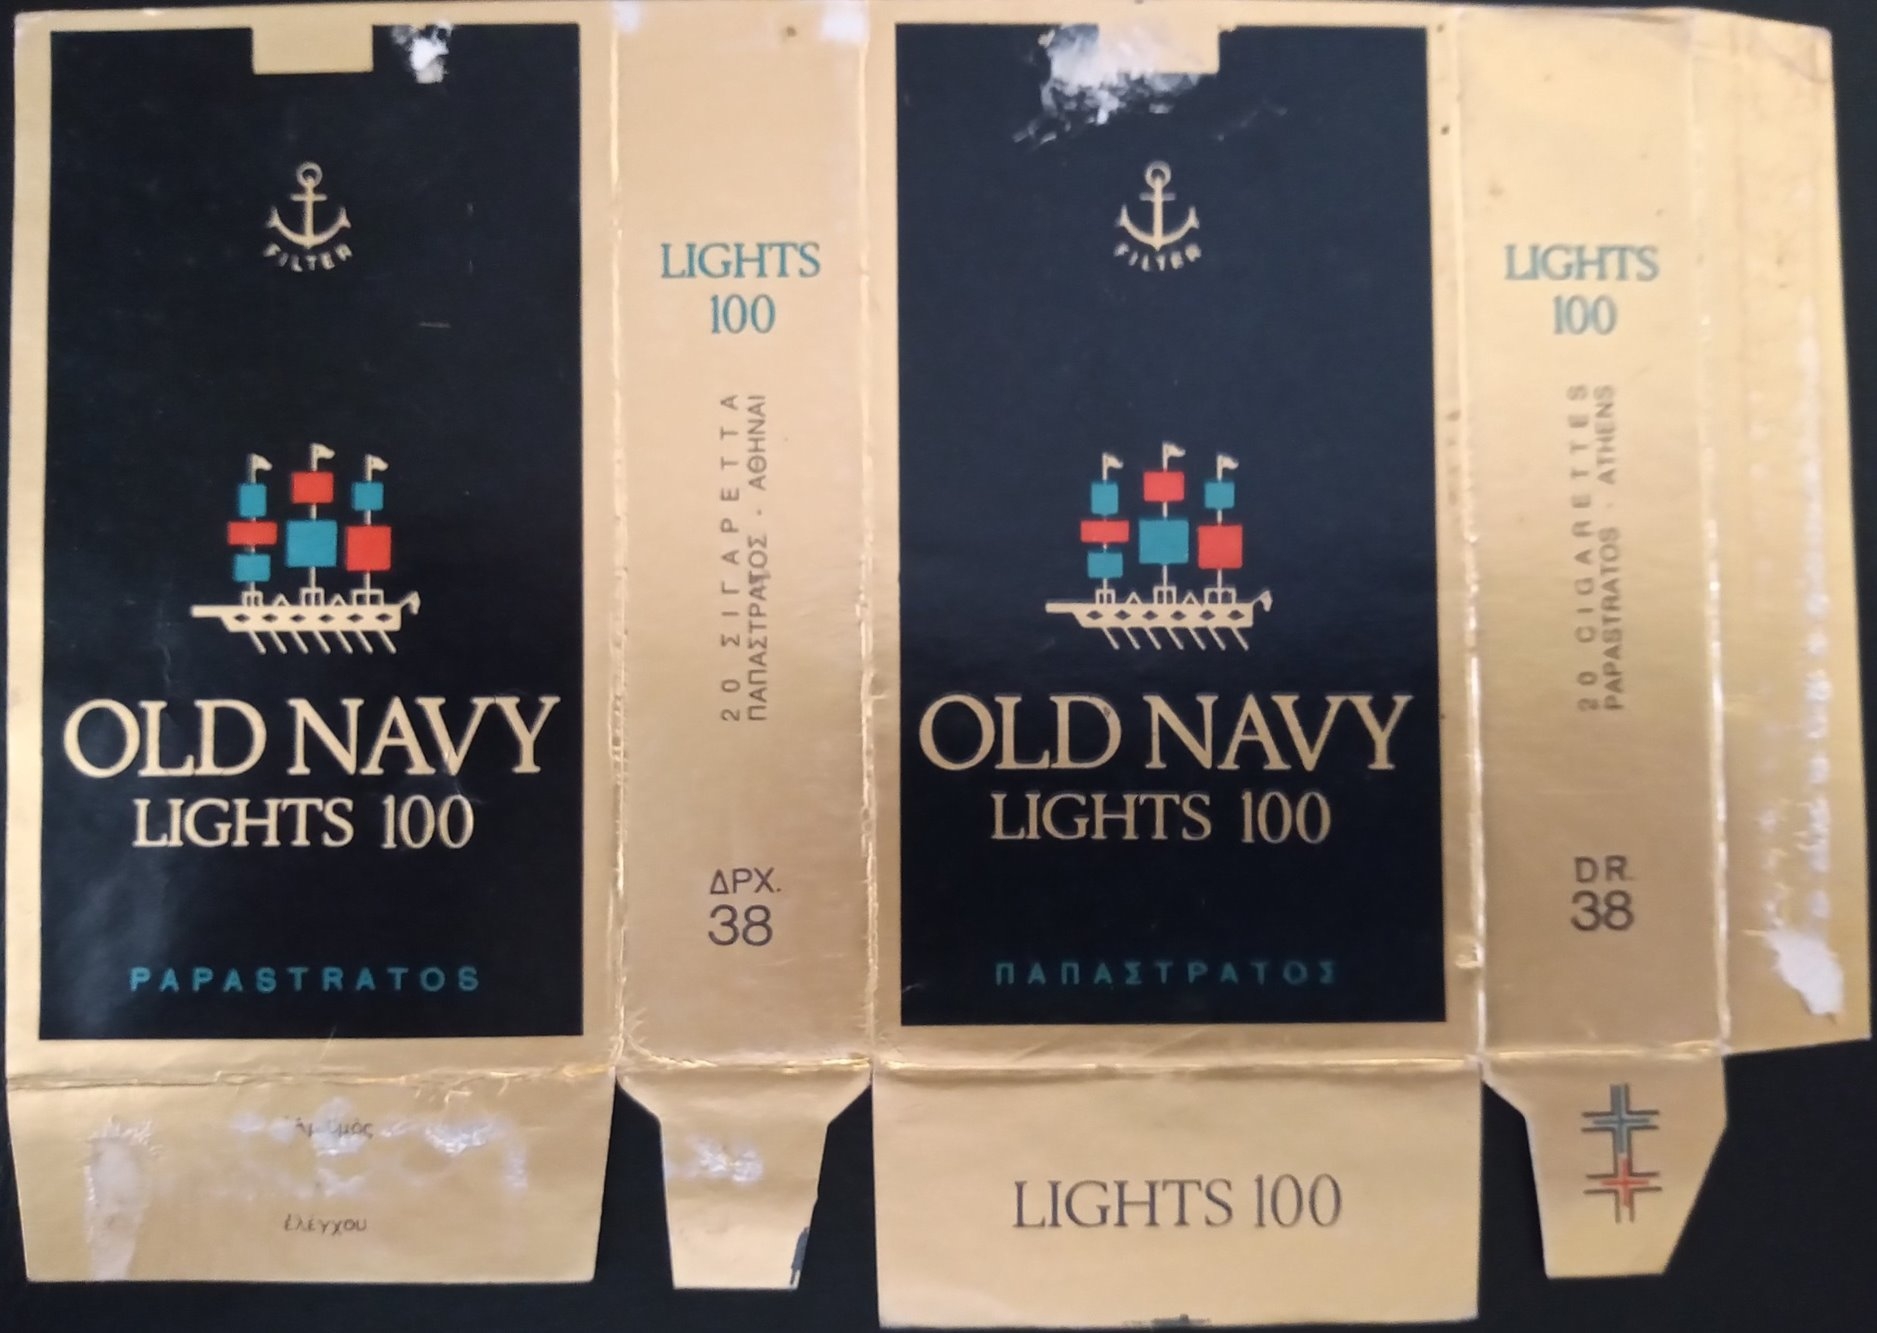 FILTER
OLD NAVY
LIGHTS 100
PAPASTRATOS
ἐλέγχου
LIGHTS
100
20 ΣΙΓΑΡΕΤΤΑ
ΠΑΠΑΣΤΡΑΤΟΣ · ΑΘΗΝΑΙ
ΔΡΧ.
38
FILTER
OLD NAVY
LIGHTS 100
ΠΑΠΑΣΤΡΑΤΟΣ
LIGHTS 100
LIGHTS
100
20 CIGARETTES
PAPASTRATOS · ATHENS
DR.
38